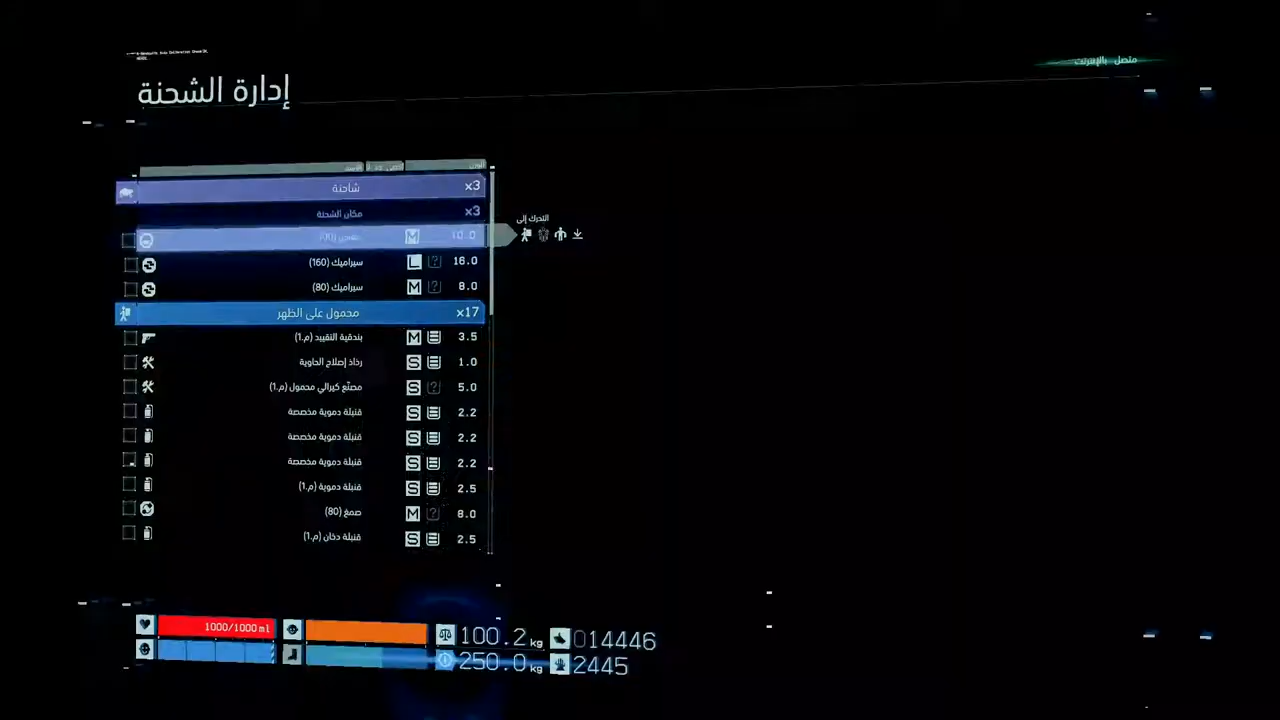 متصل بالإنترنت
إدارة الشحنة
شاحنة x3
مكان الشحنة x3
M 10.0
التحرك إلى
سيراميك (160) L ? 16.0
سيراميك (80) M ? 8.0
محمول على الظهر x17
بندقية التقييد (م.1) M 3.5
رذاذ إصلاح الحاوية S 1.0
مصنّع كيرالي محمول (م.1) S ? 5.0
قنبلة دموية مخصصة S 2.2
قنبلة دموية مخصصة S 2.2
قنبلة دموية مخصصة S 2.2
قنبلة دموية (م.1) S 2.5
صمغ (80) M ? 8.0
قنبلة دخان (م.1) S 2.5
1000/1000 ml
100.2 kg
014446
250.0 kg
2445